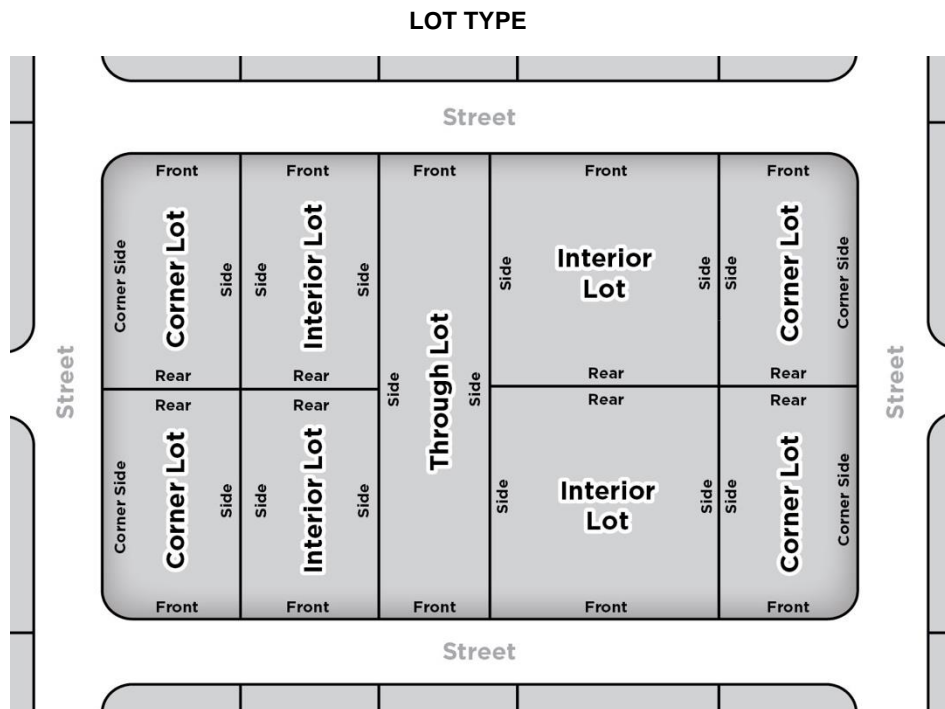 LOT TYPE
Street
Front
Front
Front
Front
Front
Corner Side
Corner Lot
Side
Side
Interior Lot
Side
Side
Interior
Lot
Side
Side
Corner Lot
Corner Side
Street
Side
Through Lot
Side
Street
Rear
Rear
Rear
Rear
Rear
Rear
Rear
Rear
Corner Side
Corner Lot
Side
Side
Interior Lot
Side
Side
Interior
Lot
Side
Side
Corner Lot
Corner Side
Front
Front
Front
Front
Front
Street